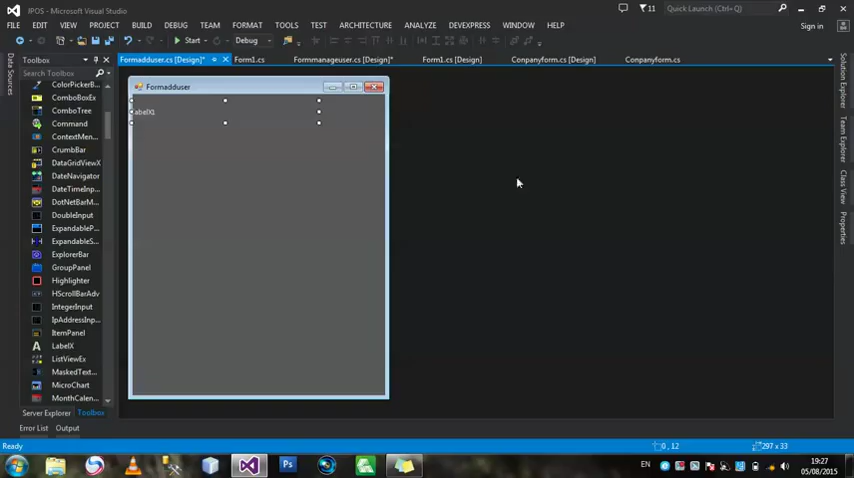 IPOS - Microsoft Visual Studio
11
Quick Launch (Ctrl+Q)
FILE EDIT VIEW PROJECT BUILD DEBUG TEAM FORMAT TOOLS TEST ARCHITECTURE ANALYZE DEVEXPRESS WINDOW HELP
Sign in
Start Debug
Toolbox
Formadduser.cs [Design]* Form1.cs Formmanageuser.cs [Design]* Form1.cs [Design] Conpanyform.cs [Design] Conpanyform.cs
Data Sources
Search Toolbox
ColorPickerB...
ComboBoxEx
ComboTree
Command
ContextMen...
CrumbBar
DataGridViewX
DateNavigator
DateTimeInp...
DotNetBarM...
DoubleInput
ExpandableP...
ExpandableS...
ExplorerBar
GroupPanel
Highlighter
HScrollBarAdv
IntegerInput
IpAddressInp...
ItemPanel
LabelX
ListViewEx
MaskedText...
MicroChart
MonthCalen...
Formadduser
labelX1
Solution Explorer
Team Explorer
Class View
Properties
Server Explorer Toolbox
Error List Output
Ready
0 , 12
297 x 33
Ps
EN
19:27
05/08/2015